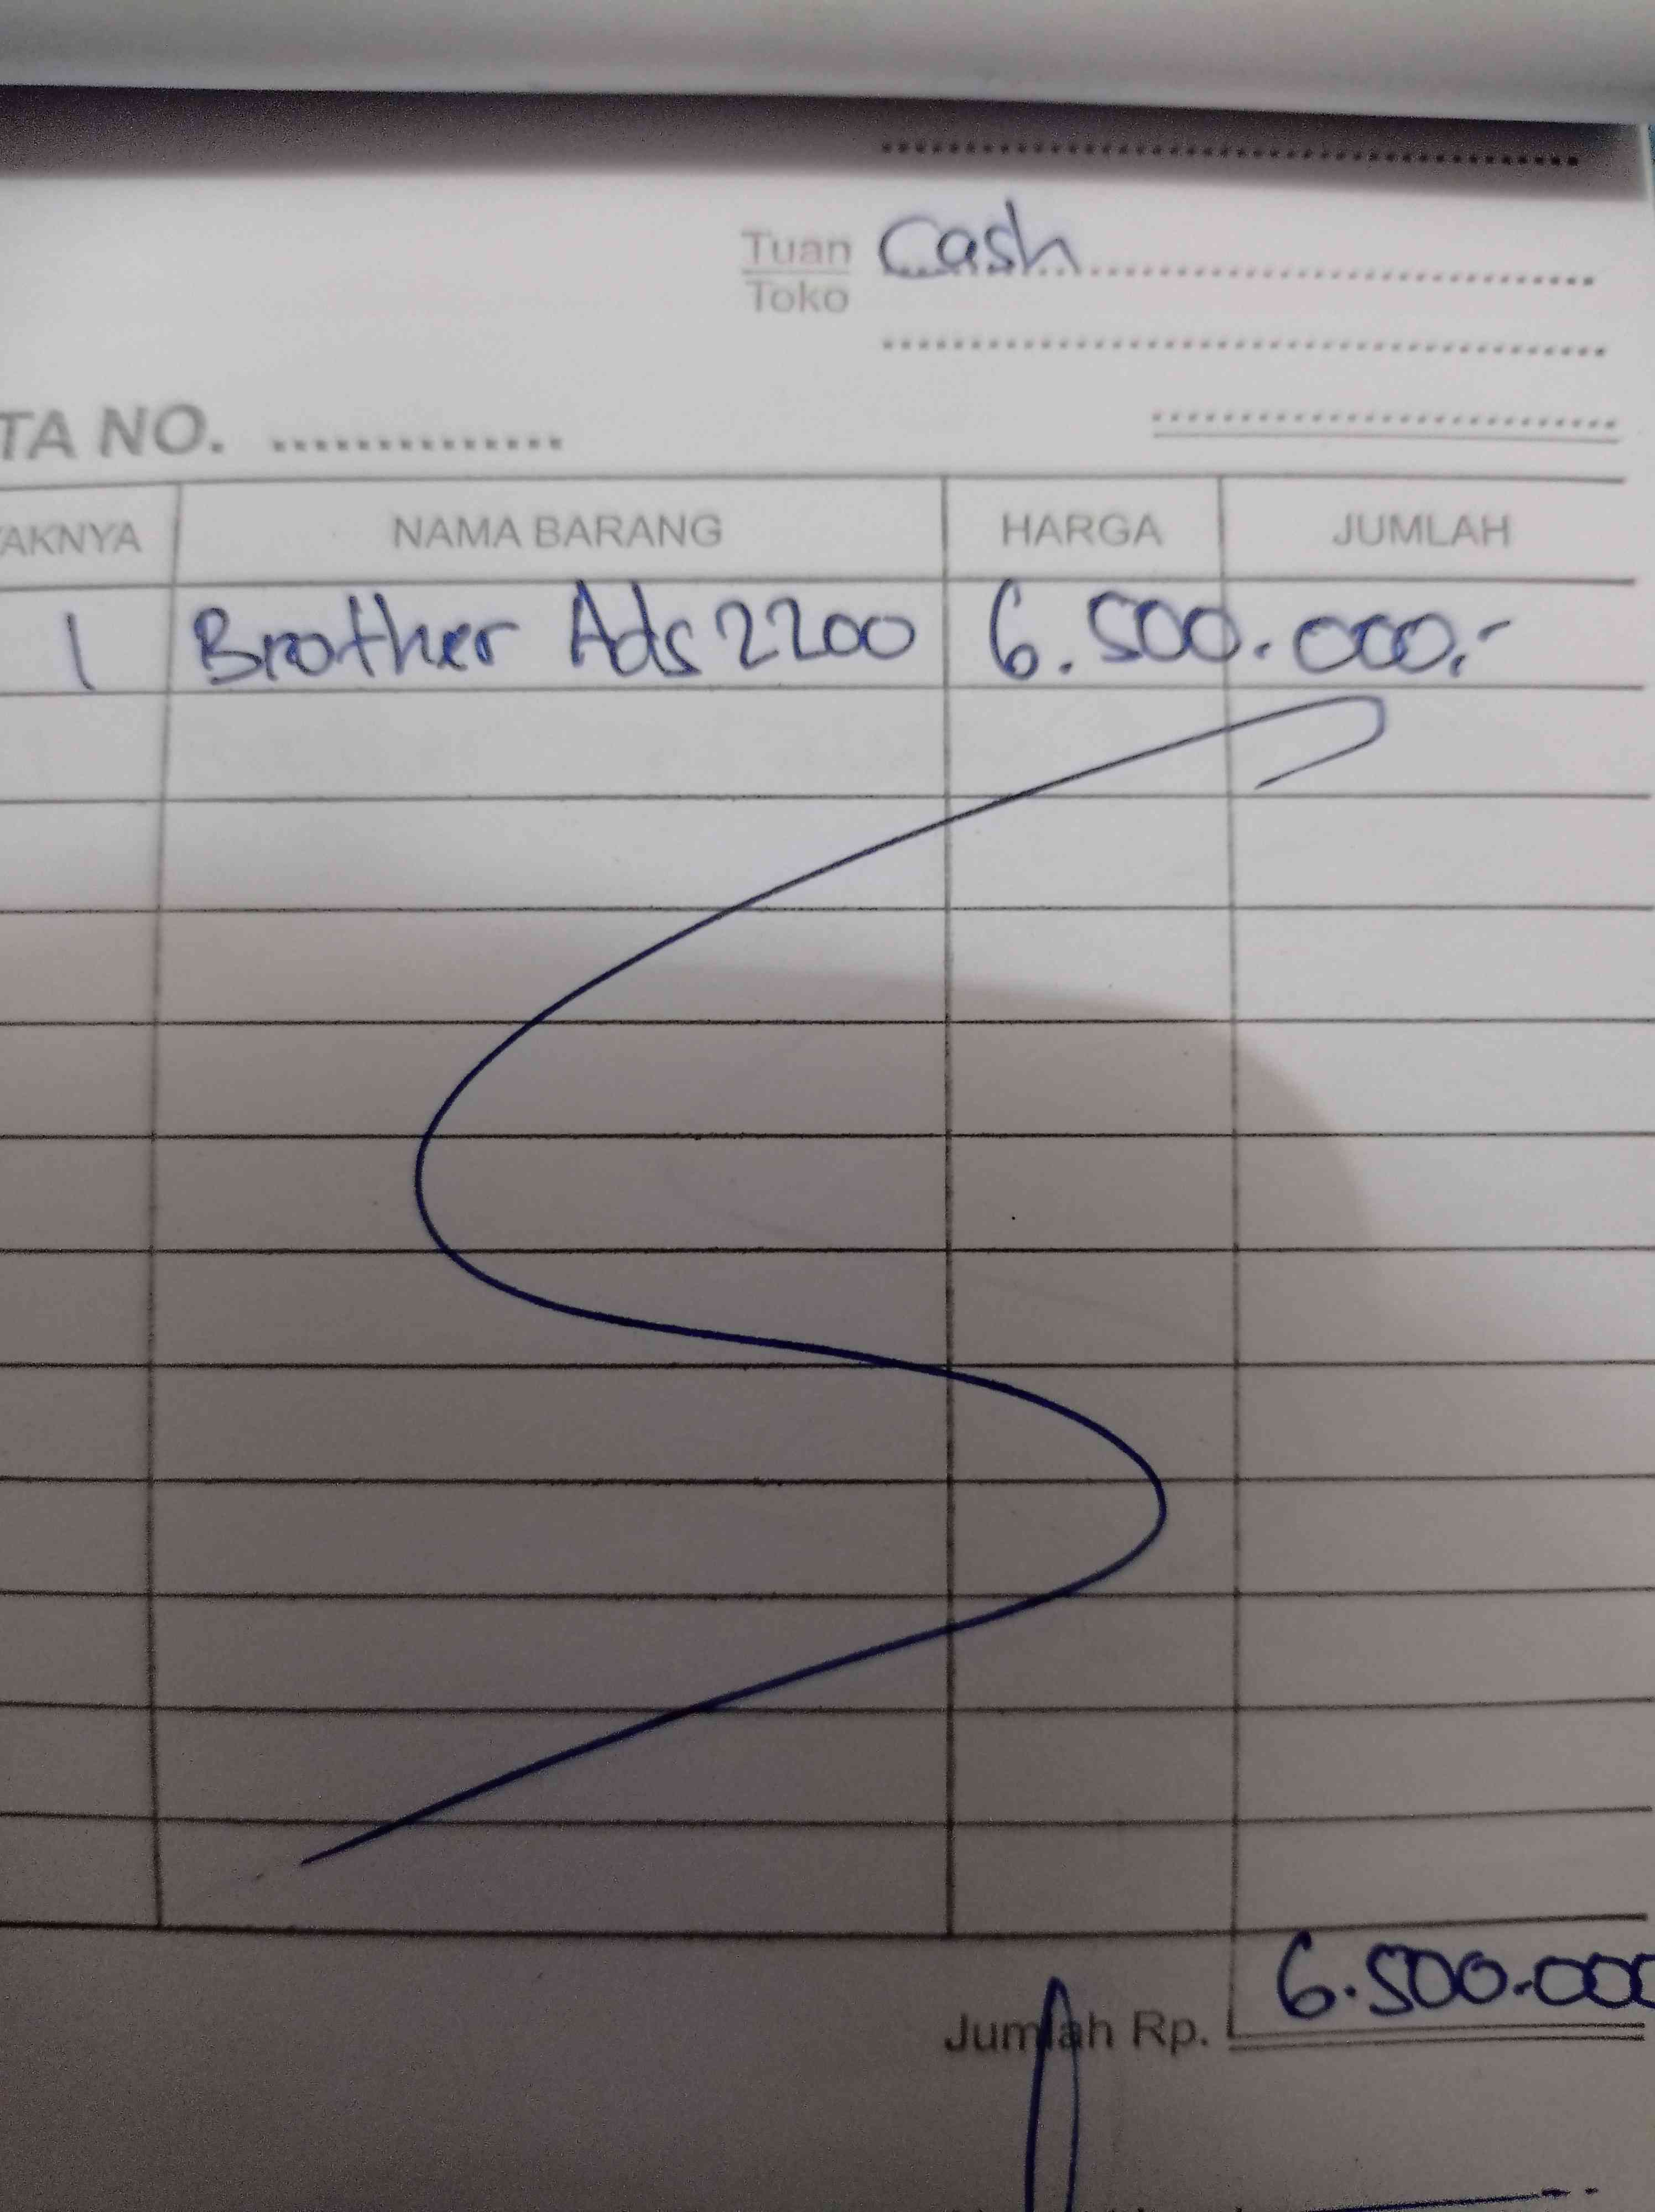 Tuan Cash
Toko
TA NO.
AKNYA NAMA BARANG HARGA JUMLAH
1 Brother Ads 2200 6.500.000,-
Jumlah Rp. 6.500.000